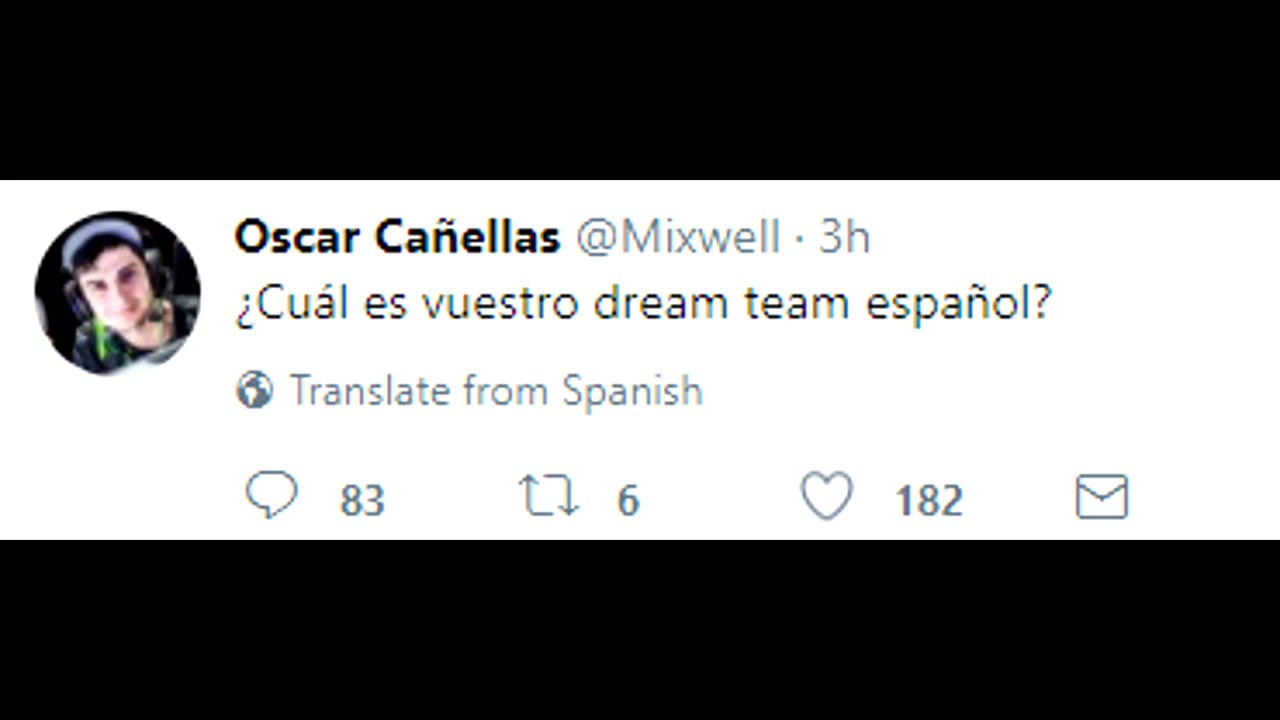 Oscar Cañellas @Mixwell · 3h
¿Cuál es vuestro dream team español?
Translate from Spanish
83 6 182